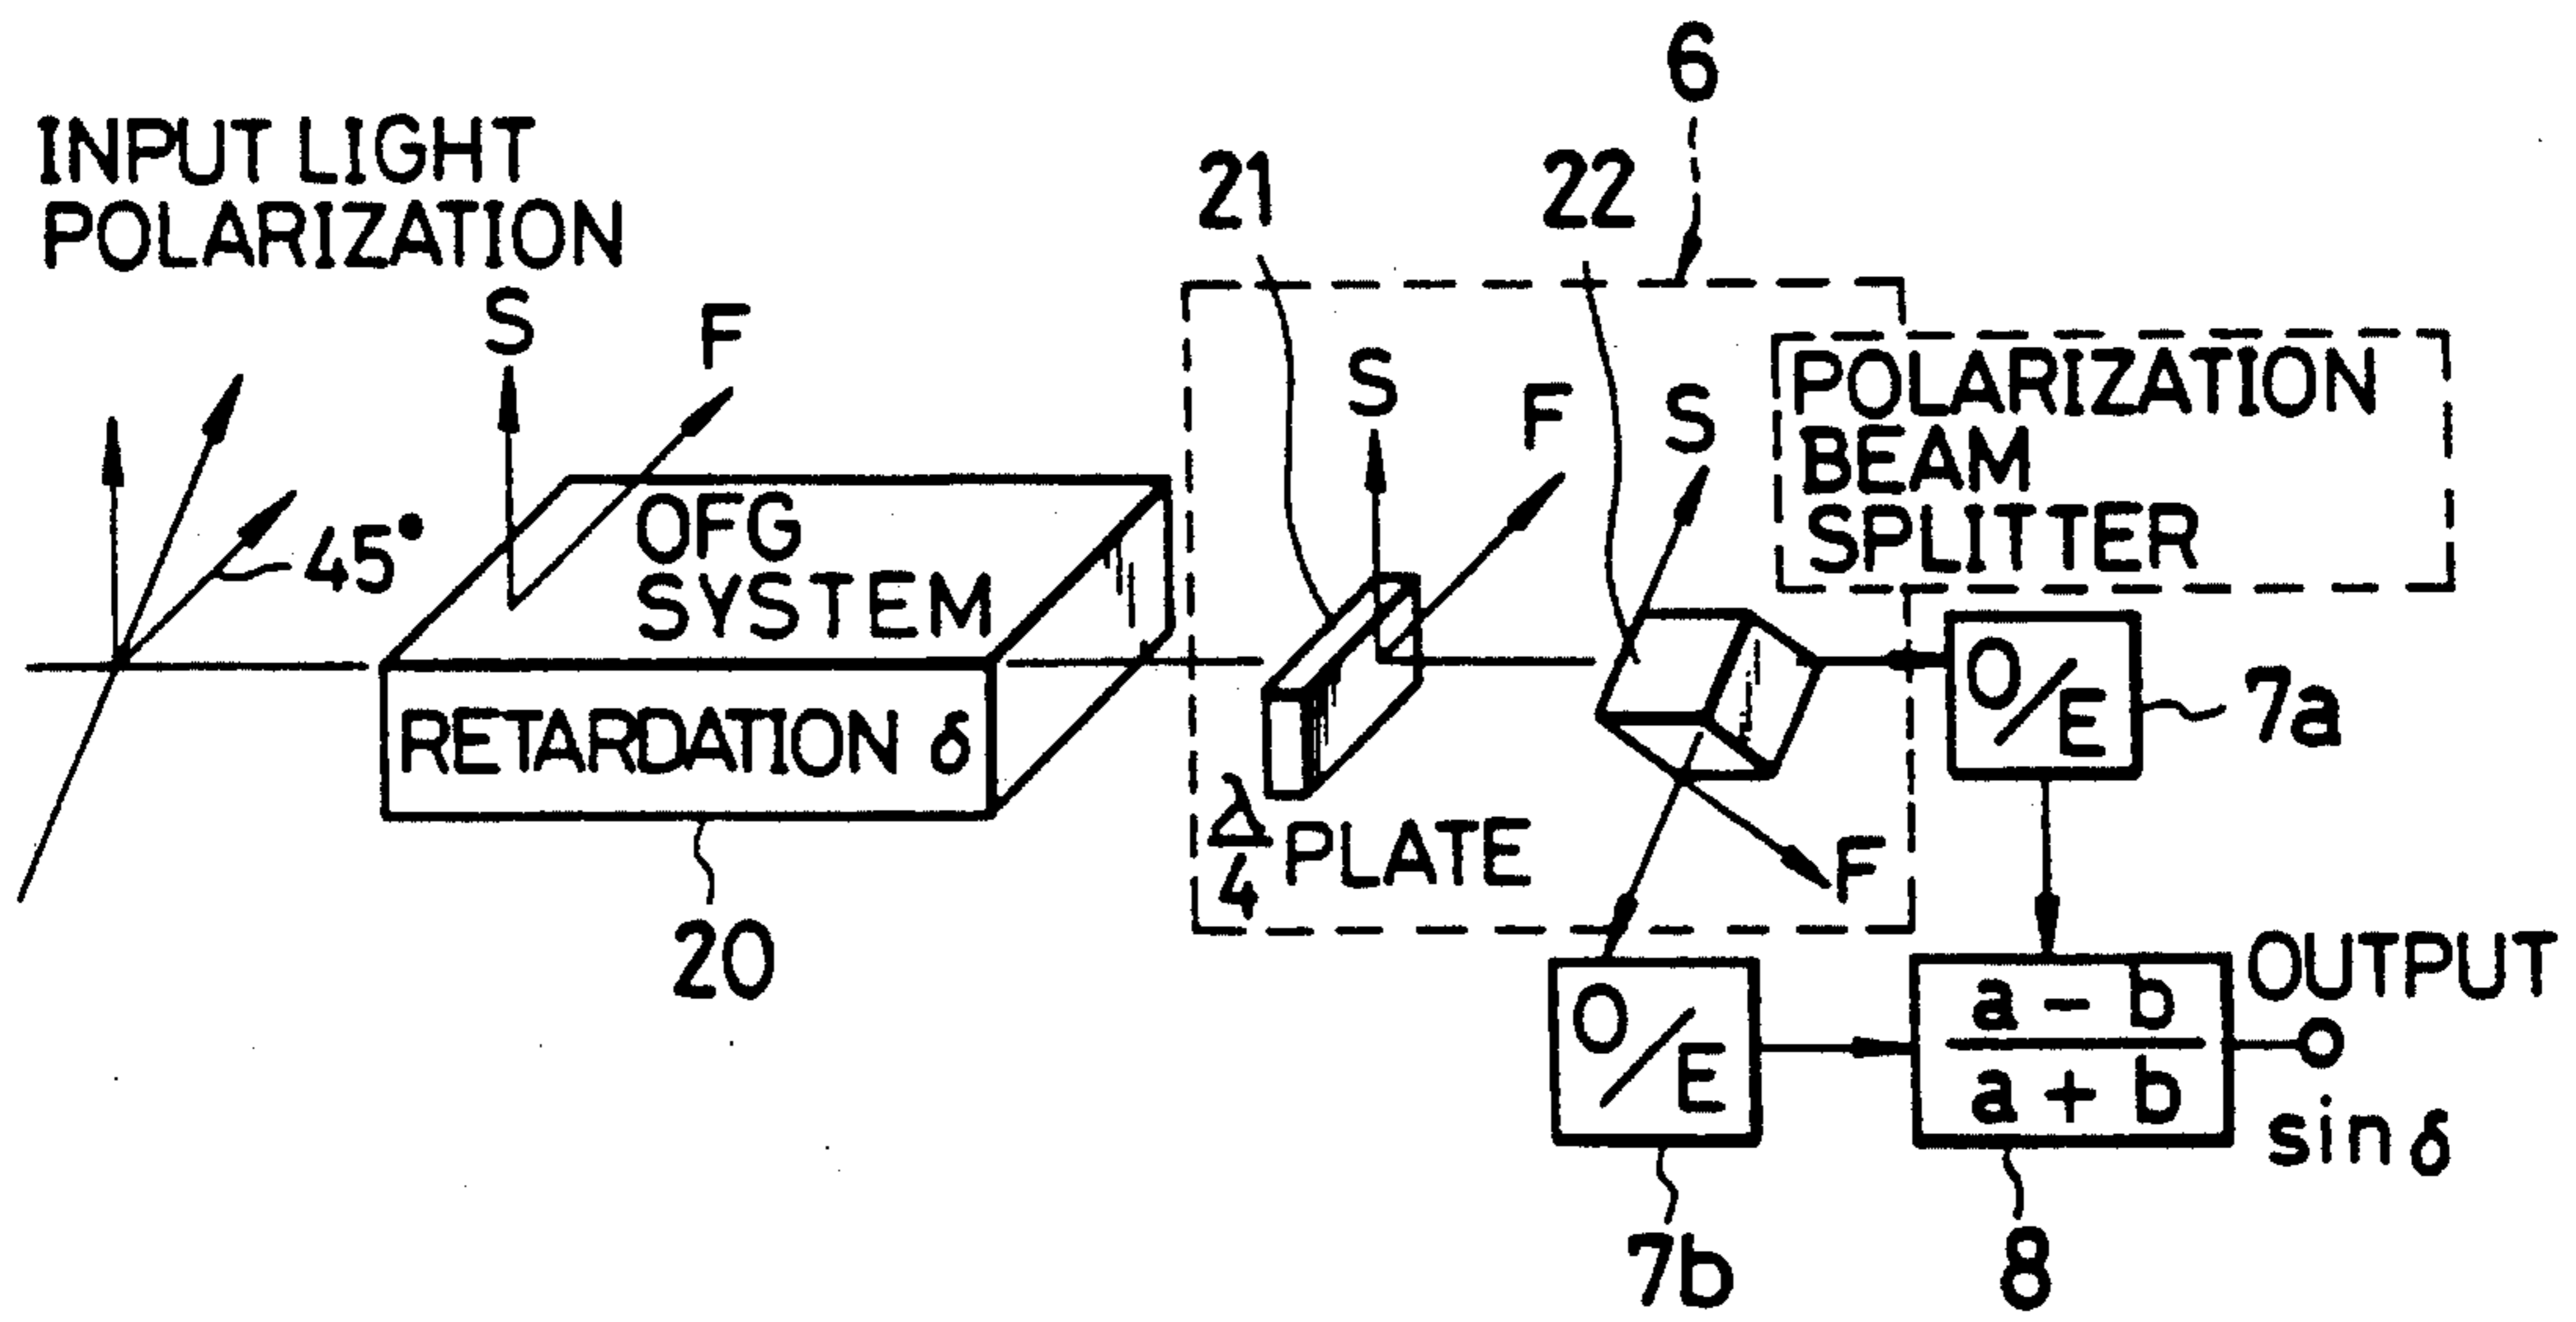 6
INPUT LIGHT
POLARIZATION
21
22
S
F
S
F
S
POLARIZATION
BEAM
SPLITTER
45°
OFG
SYSTEM
RETARDATION δ
O/E
7a
λ/4 PLATE
F
20
O/E
a - b
a + b
OUTPUT
sin δ
7b
8